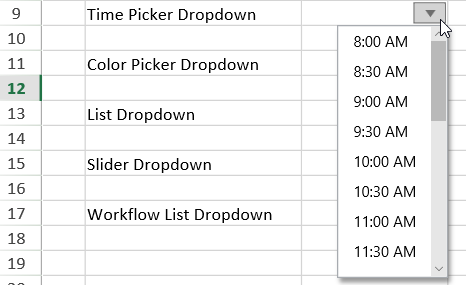 9 Time Picker Dropdown
10
11 Color Picker Dropdown
12
13 List Dropdown
14
15 Slider Dropdown
16
17 Workflow List Dropdown
18
19
8:00 AM
8:30 AM
9:00 AM
9:30 AM
10:00 AM
10:30 AM
11:00 AM
11:30 AM